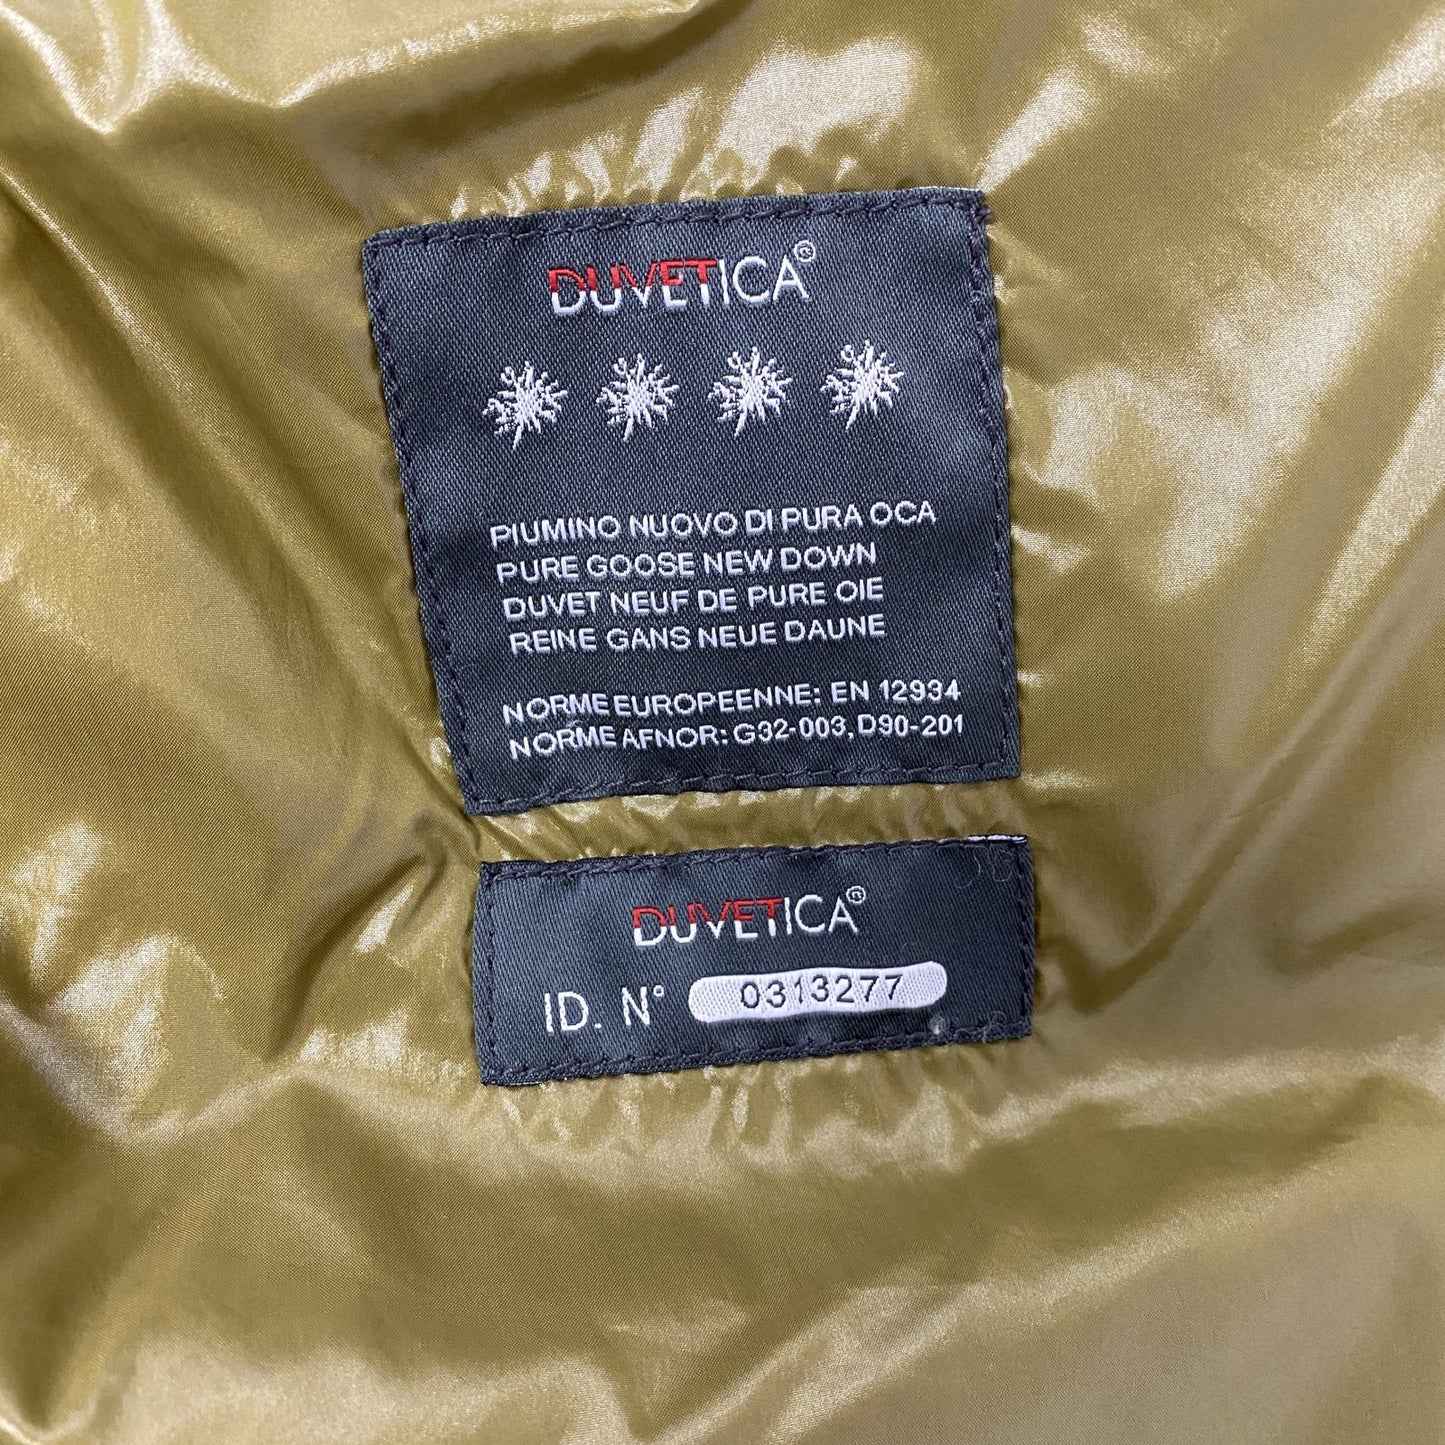 DUVETICA®
PIUMINO NUOVO DI PURA OCA
PURE GOOSE NEW DOWN
DUVET NEUF DE PURE OIE
REINE GANS NEUE DAUNE
NORME EUROPEENNE: EN 12934
NORME AFNOR: G32-003, D90-201
DUVETICA®
ID. N° 0313277